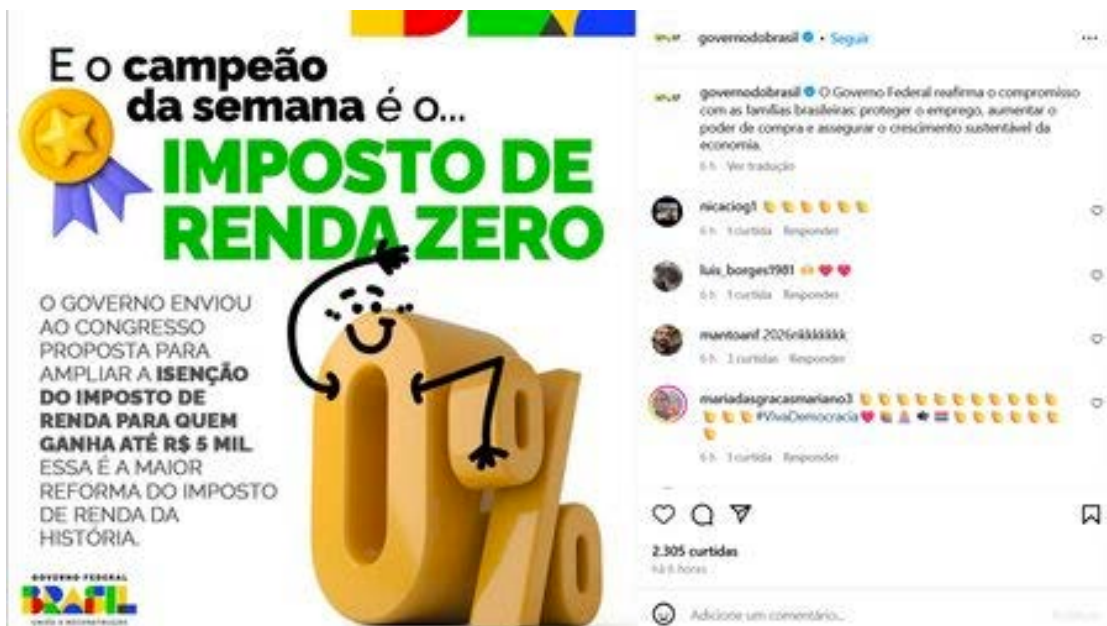 E o campeão
da semana é o...
IMPOSTO DE
RENDA ZERO
O GOVERNO ENVIOU
AO CONGRESSO
PROPOSTA PARA
AMPLIAR A ISENÇÃO
DO IMPOSTO DE
RENDA PARA QUEM
GANHA ATÉ R$ 5 MIL
ESSA É A MAIOR
REFORMA DO IMPOSTO
DE RENDA DA
HISTÓRIA.
0%
GOVERNO FEDERAL
BRASIL
UNIÃO E RECONSTRUÇÃO
governodobrasil • Seguir
governodobrasil O Governo Federal reafirma o compromisso
com as famílias brasileiras: proteger o emprego, aumentar o
poder de compra e assegurar o crescimento sustentável da
economia.
6 h Ver tradução
nicaciog1
6 h 1 curtida Responder
luis_borges1981
6 h 1 curtida Responder
mantoanf
6 h 2 curtidas Responder
mariadasgracasmariano3
#VivaDemocracia
6 h 1 curtida Responder
2.305 curtidas
há 6 horas
Adicione um comentário...